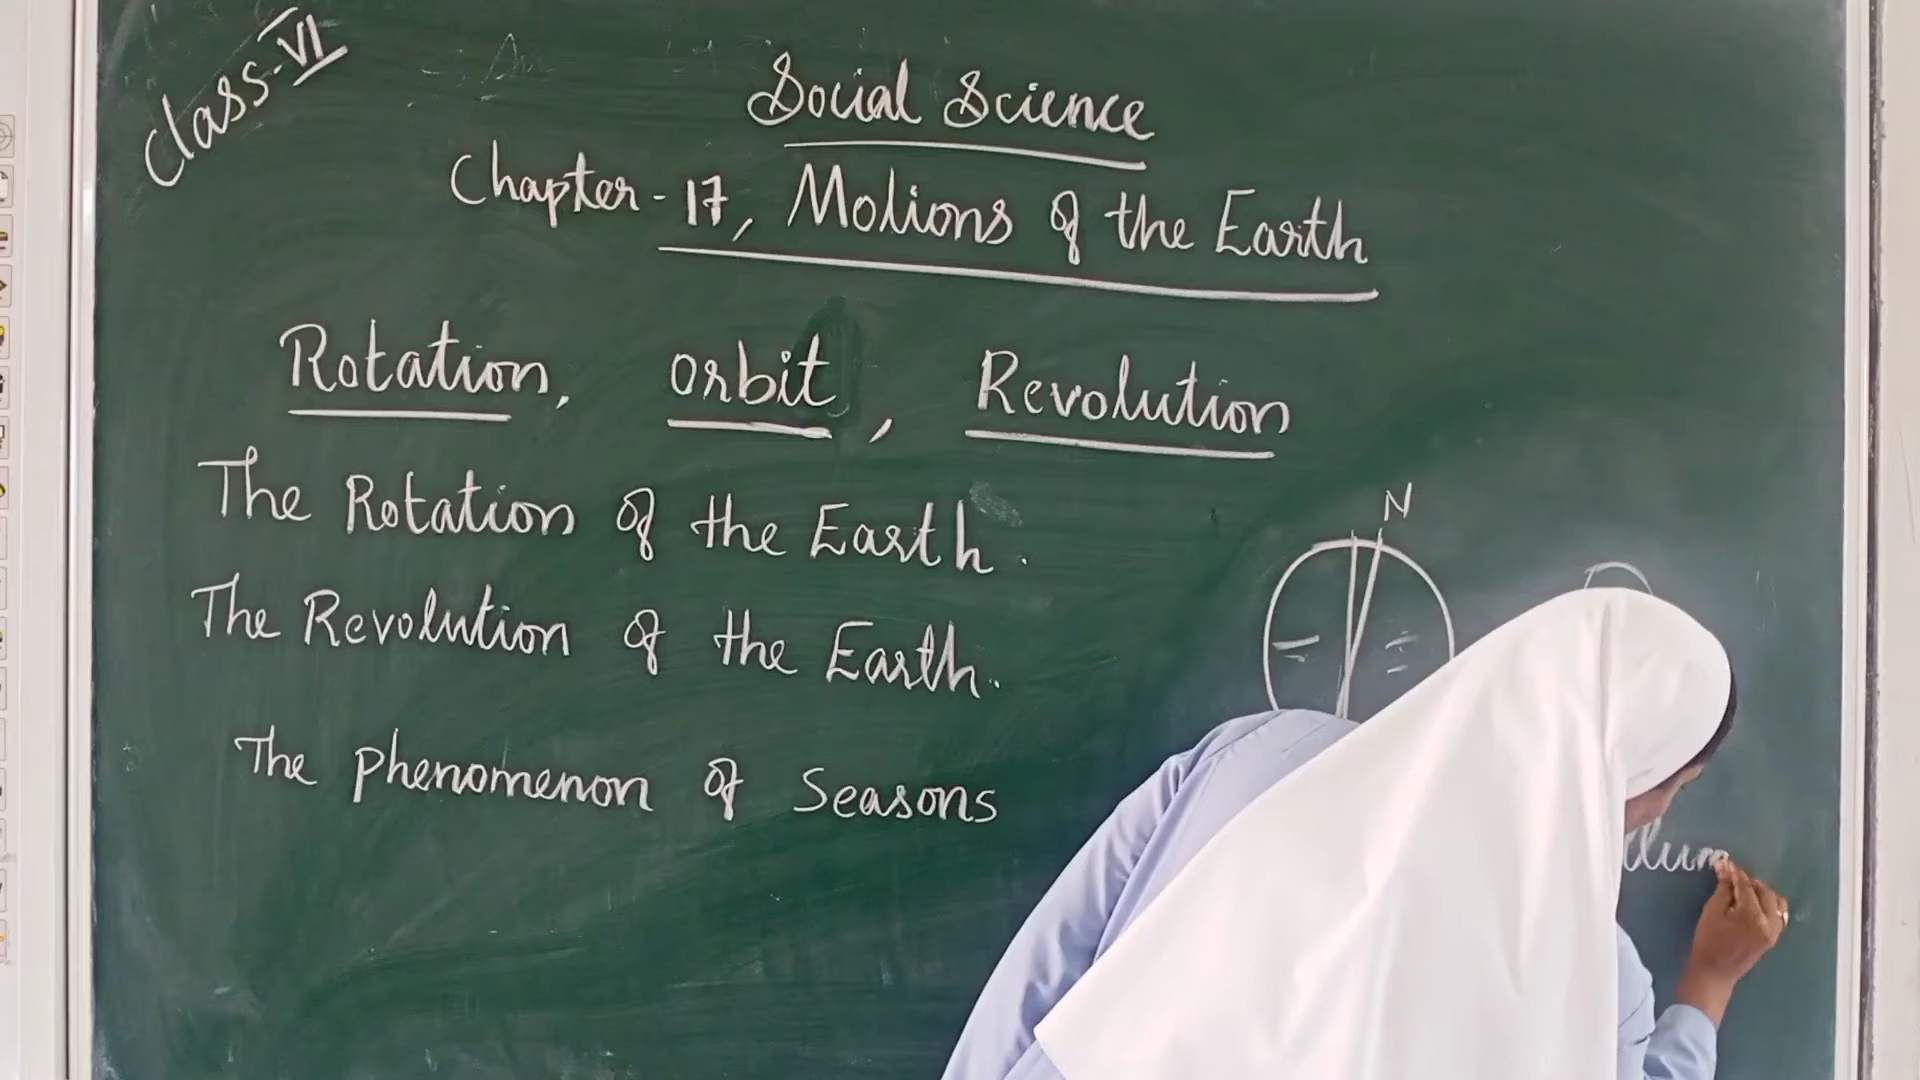 Class-VI
Social Science
Chapter-17, Motions of the Earth
Rotation, orbit, Revolution
The Rotation of the Earth.
The Revolution of the Earth.
The Phenomenon of Seasons
N